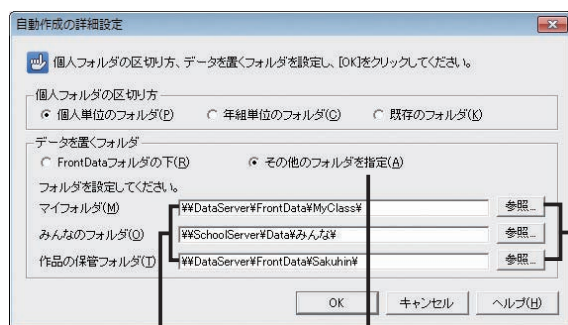 自動作成の詳細設定
個人フォルダの区切り方、データを置くフォルダを設定し、[OK]をクリックしてください。
個人フォルダの区切り方
個人単位のフォルダ(P) 年組単位のフォルダ(C) 既存のフォルダ(K)
データを置くフォルダ
FrontDataフォルダの下(R) その他のフォルダを指定(A)
フォルダを設定してください。
マイフォルダ(M) ¥¥DataServer¥FrontData¥MyClass¥ 参照...
みんなのフォルダ(O) ¥¥SchoolServer¥Data¥みんな¥ 参照...
作品の保管フォルダ(T) ¥¥DataServer¥FrontData¥Sakuhin¥ 参照...
OK キャンセル ヘルプ(H)